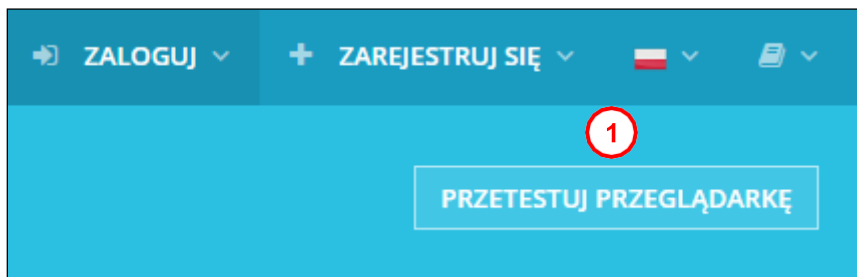 ZALOGUJ ZAREJESTRUJ SIĘ
1
PRZETESTUJ PRZEGLĄDARKĘ